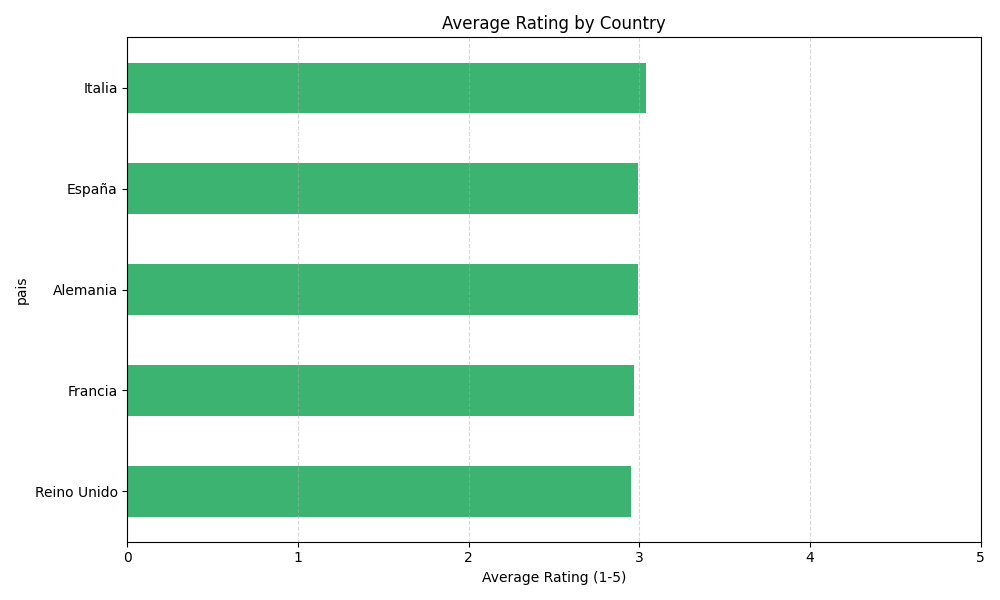 Average Rating by Country
Italia
España
Alemania
Francia
Reino Unido
pais
0 1 2 3 4 5
Average Rating (1-5)